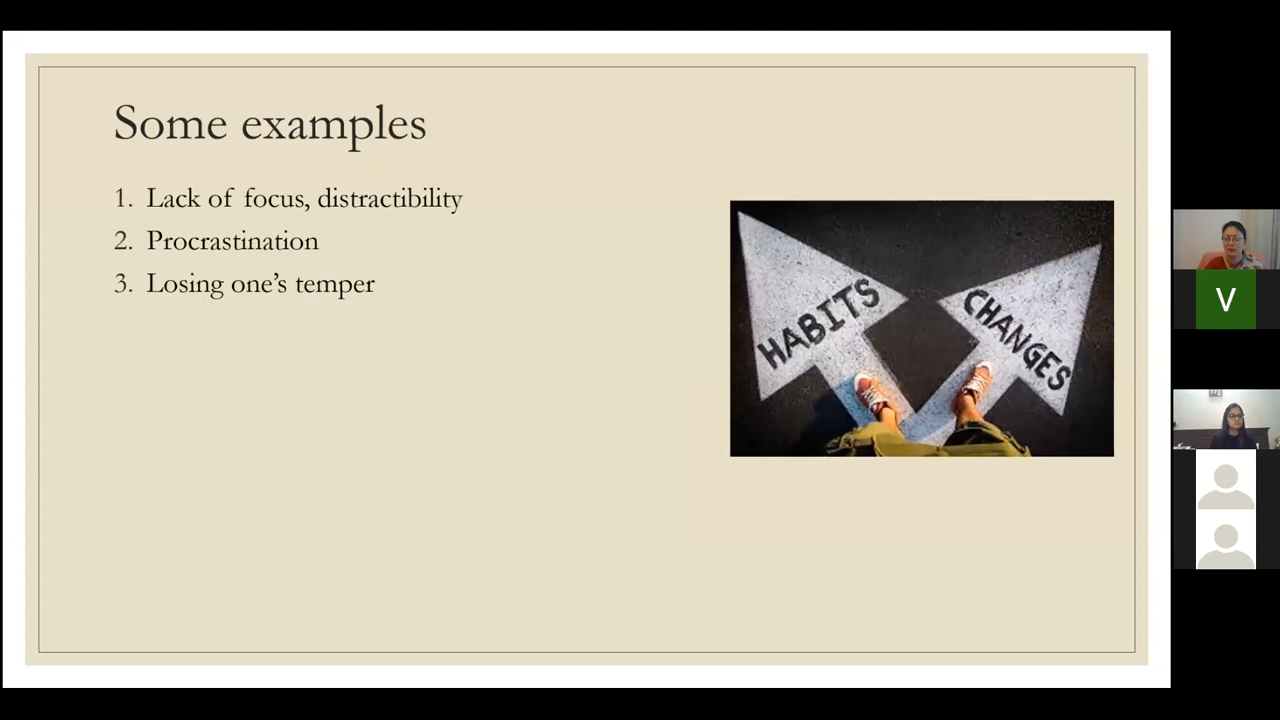 Some examples
1. Lack of focus, distractibility
2. Procrastination
3. Losing one’s temper
HABITS
CHANGES
V